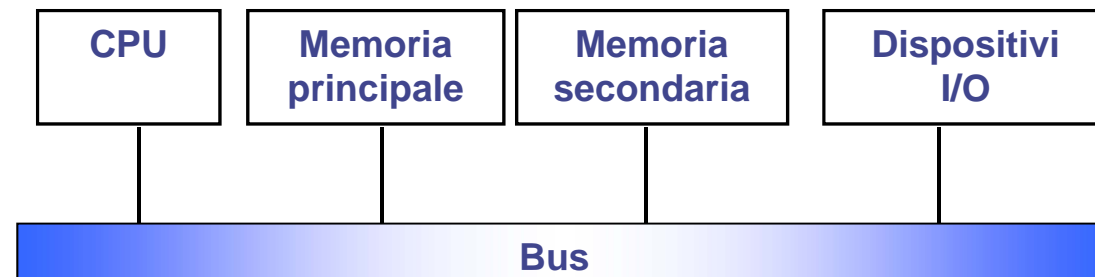 CPU
Memoria
principale
Memoria
secondaria
Dispositivi
I/O
Bus